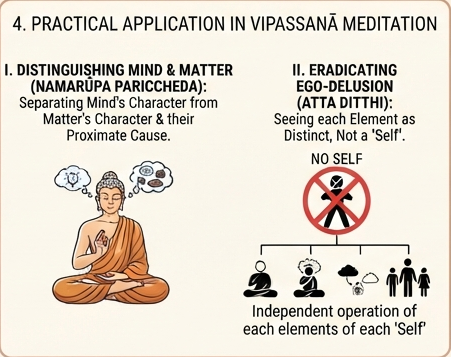 4. PRACTICAL APPLICATION IN VIPASSANĀ MEDITATION
I. DISTINGUISHING MIND & MATTER
(NAMARŪPA PARICCHEDA):
Separating Mind's Character from
Matter's Character & their
Proximate Cause.
II. ERADICATING
EGO-DELUSION
(ATTA DITTHI):
Seeing each Element as
Distinct, Not a 'Self'.
NO SELF
Independent operation of
each elements of each 'Self'